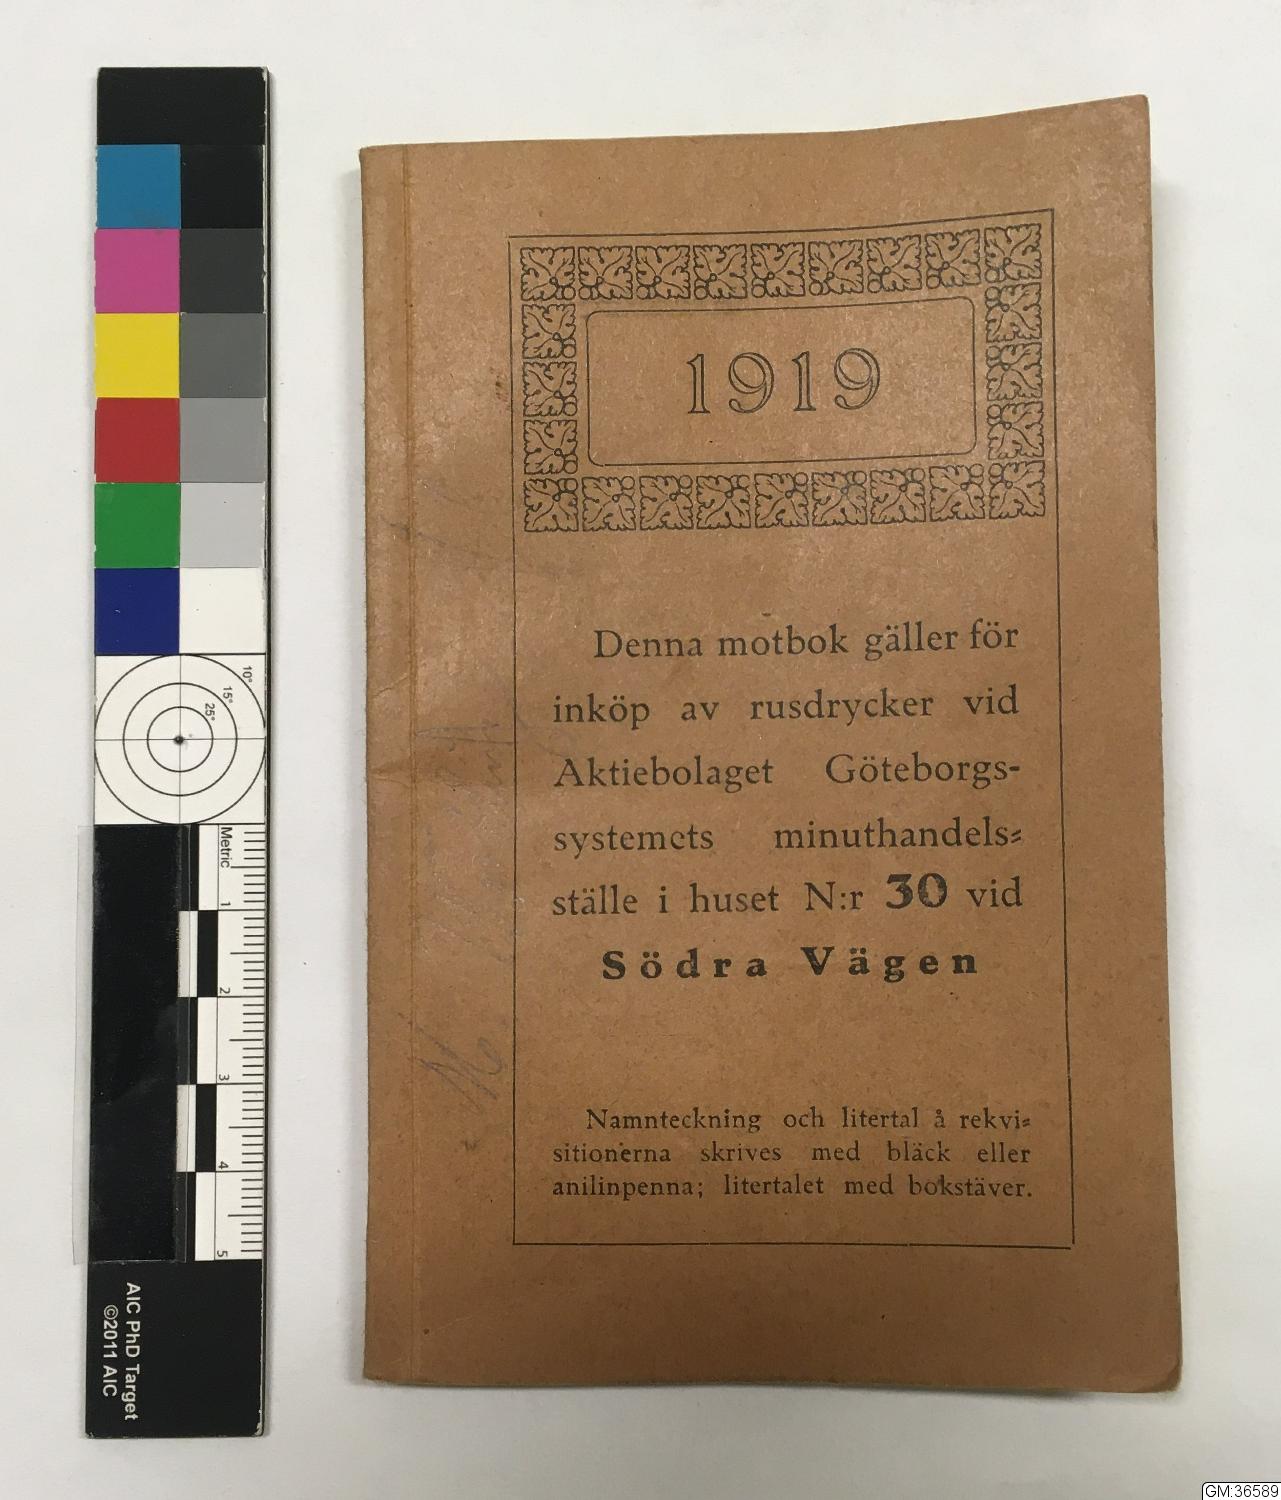 1919
Denna motbok gäller för
inköp av rusdrycker vid
Aktiebolaget Göteborgs-
systemets minuthandels-
ställe i huset N:r 30 vid
Södra Vägen
Namnteckning och litertal å rekvi-
sitionerna skrives med bläck eller
anilinpenna; litertalet med bokstäver.
10°
15°
25°
Metric
1
2
3
4
5
AIC PhD Target
©2011 AIC
GM:36589